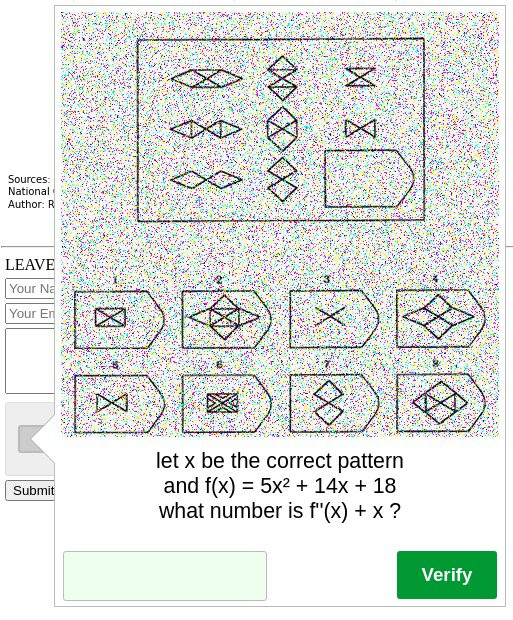 Sources:
National
Author: R
LEAVE
Your Na
Your Em
Submit
1 2 3 4
5 6 7 8
let x be the correct pattern
and f(x) = 5x² + 14x + 18
what number is f"(x) + x ?
Verify